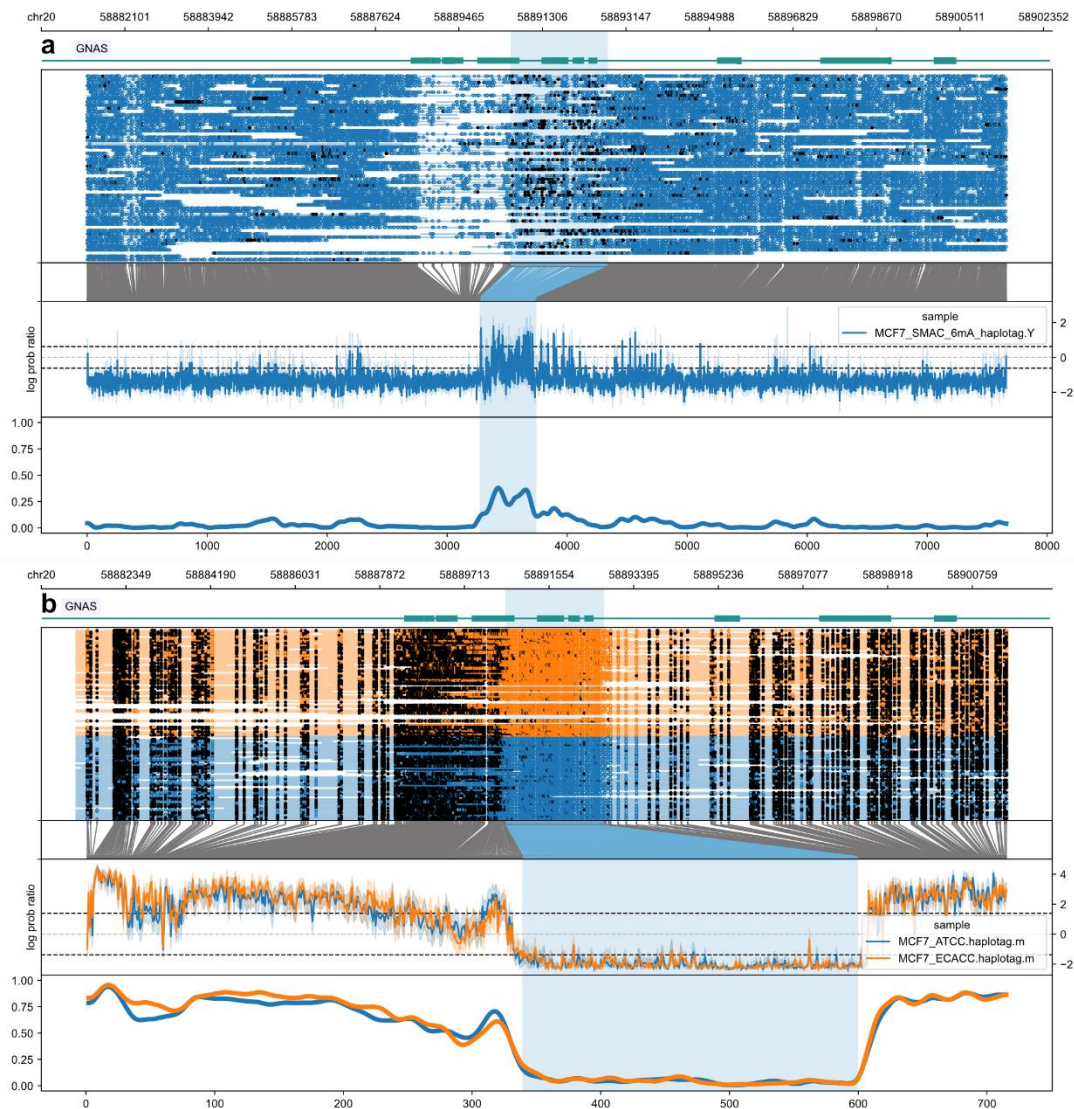 chr20 58882101 58883942 58885783 58887624 58889465 58891306 58893147 58894988 58896829 58898670 58900511 58902352
a GNAS
log prob ratio
sample
MCF7_SMAC_6mA_haplotag.Y
2
0
−2
1.00
0.75
0.50
0.25
0.00
0 1000 2000 3000 4000 5000 6000 7000 8000
chr20 58882349 58884190 58886031 58887872 58889713 58891554 58893395 58895236 58897077 58898918 58900759
b GNAS
log prob ratio
4
2
0
−2
sample
MCF7_ATCC.haplotag.m
MCF7_ECACC.haplotag.m
1.00
0.75
0.50
0.25
0.00
0 100 200 300 400 500 600 700